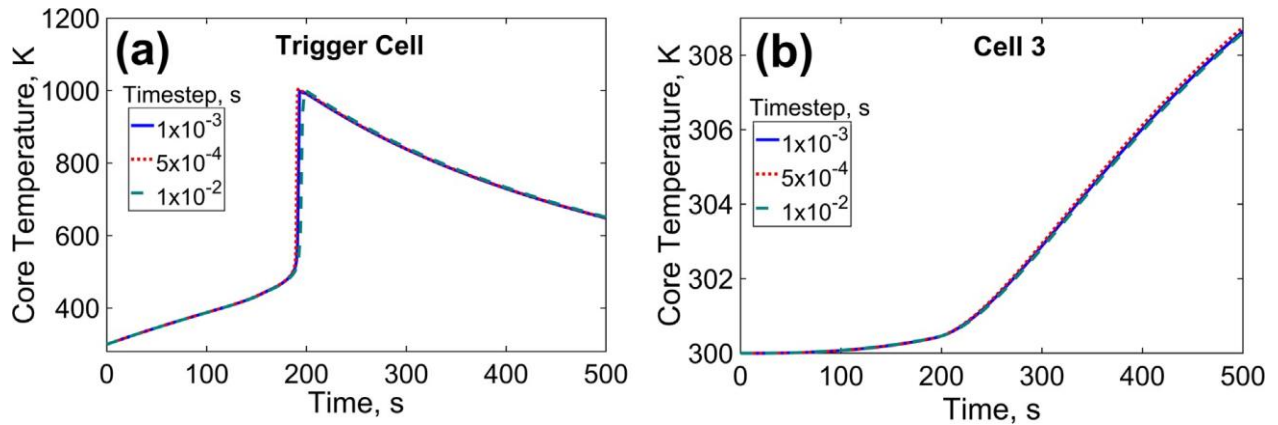 (a)
Trigger Cell
Timestep, s
1x10⁻³
5x10⁻⁴
1x10⁻²
Core Temperature, K
1200
1000
800
600
400
0 100 200 300 400 500
Time, s
(b)
Cell 3
Timestep, s
1x10⁻³
5x10⁻⁴
1x10⁻²
Core Temperature, K
308
306
304
302
300
0 100 200 300 400 500
Time, s